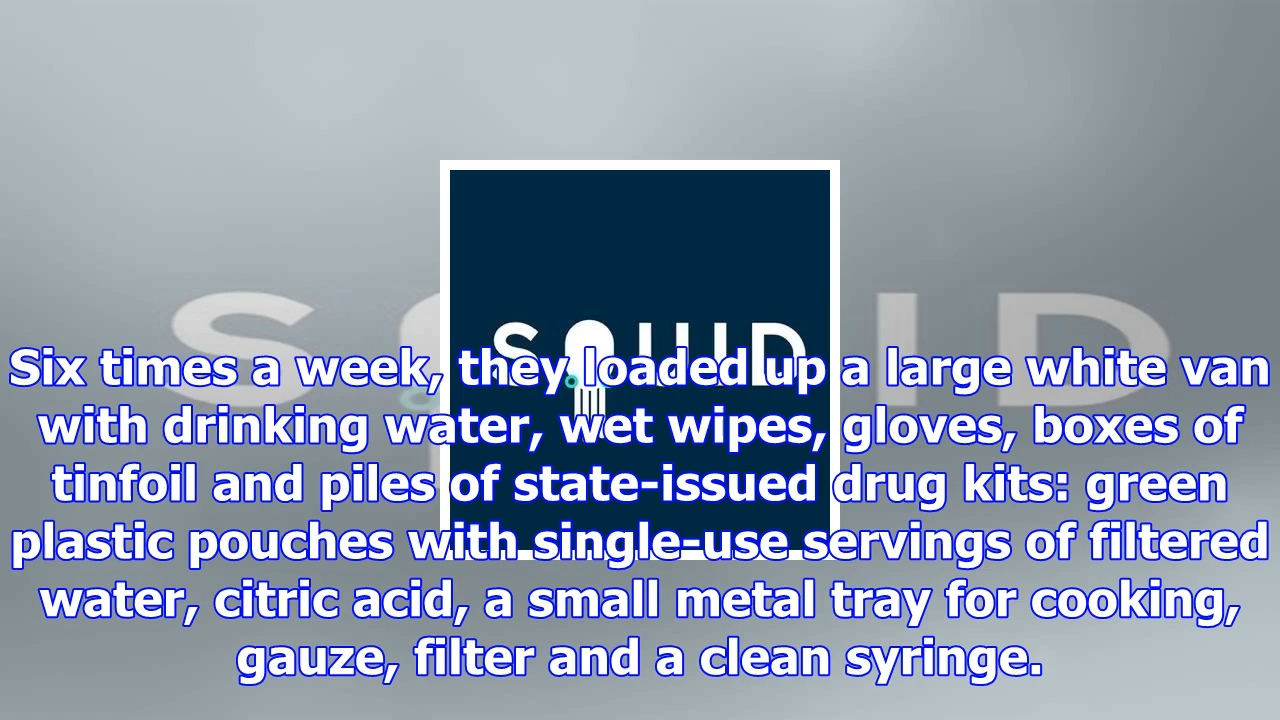 SQUID
Six times a week, they loaded up a large white van
with drinking water, wet wipes, gloves, boxes of
tinfoil and piles of state-issued drug kits: green
plastic pouches with single-use servings of filtered
water, citric acid, a small metal tray for cooking,
gauze, filter and a clean syringe.